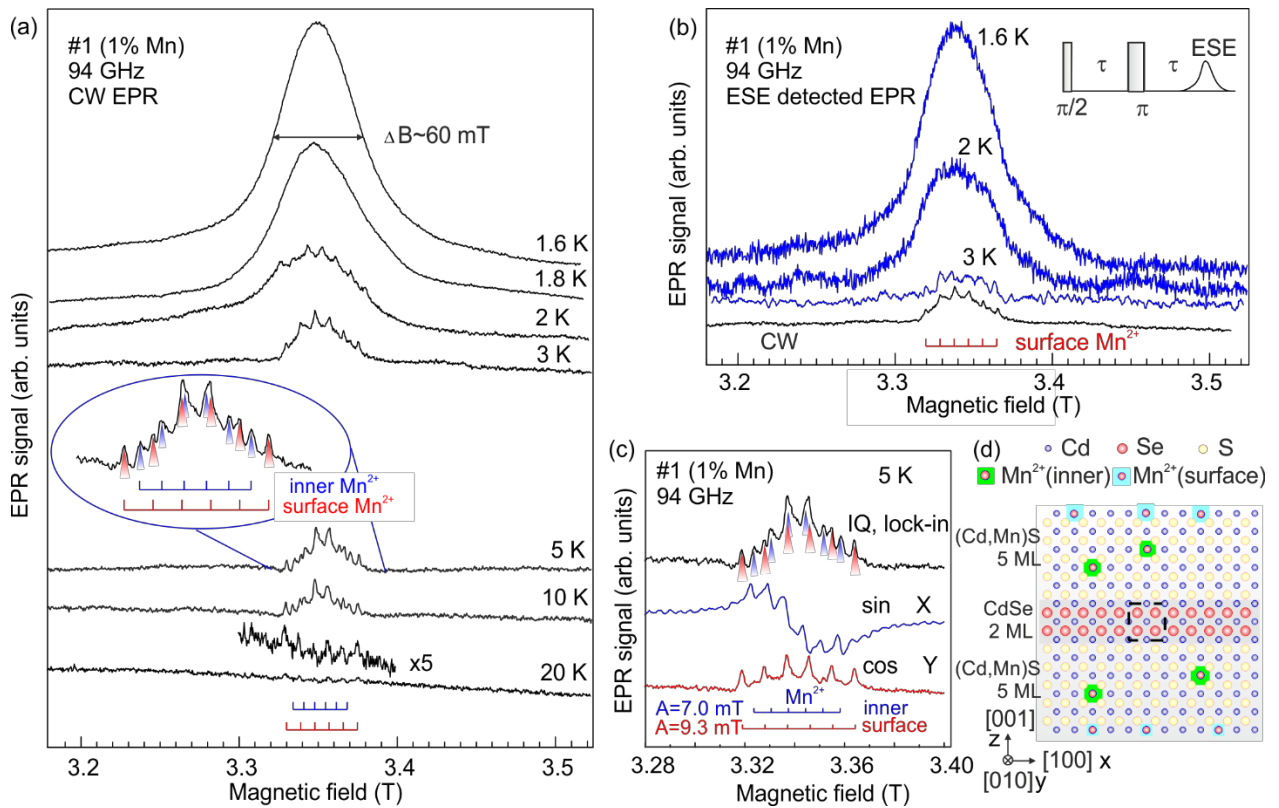 (a)
#1 (1% Mn)
94 GHz
CW EPR
ΔB~60 mT
1.6 K
1.8 K
2 K
3 K
inner Mn²⁺
surface Mn²⁺
5 K
10 K
x5
20 K
EPR signal (arb. units)
EPR signal (arb. units)
3.2 3.3 3.4 3.5
Magnetic field (T)
(b)
#1 (1% Mn)
94 GHz
ESE detected EPR
1.6 K
2 K
3 K
CW
surface Mn²⁺
π/2
τ
π
τ
ESE
EPR signal (arb. units)
3.2 3.3 3.4 3.5
Magnetic field (T)
(c)
#1 (1% Mn)
94 GHz
5 K
IQ, lock-in
sin X
cos Y
Mn²⁺
A=7.0 mT inner
A=9.3 mT surface
EPR signal (arb. units)
3.28 3.32 3.36 3.40
Magnetic field (T)
(d)
Cd Se S
Mn²⁺(inner) Mn²⁺(surface)
(Cd,Mn)S
5 ML
CdSe
2 ML
(Cd,Mn)S
5 ML
[001]
z
[100] x
[010]y